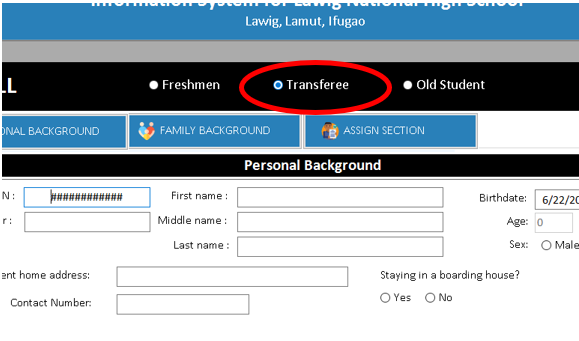 Information System for Lawig National High School
Lawig, Lamut, Ifugao
LL Freshmen Transferee Old Student
ONAL BACKGROUND FAMILY BACKGROUND ASSIGN SECTION
Personal Background
N : ############ First name : Birthdate: 6/22/20
r : Middle name : Age: 0
Last name : Sex: Male
ent home address: Staying in a boarding house?
Contact Number: Yes No